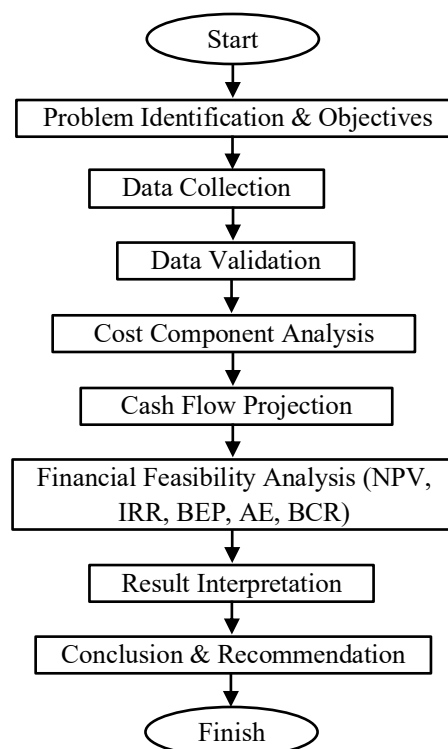 Start
Problem Identification & Objectives
Data Collection
Data Validation
Cost Component Analysis
Cash Flow Projection
Financial Feasibility Analysis (NPV,
IRR, BEP, AE, BCR)
Result Interpretation
Conclusion & Recommendation
Finish